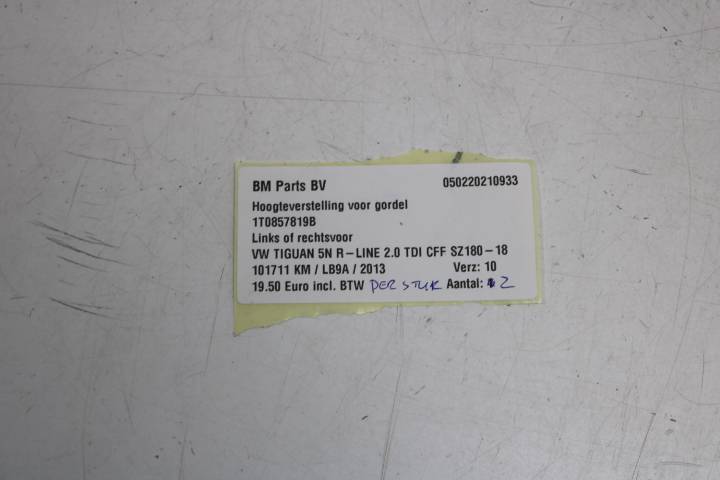 BM Parts BV 050220210933
Hoogteverstelling voor gordel
1T0857819B
Links of rechtsvoor
VW TIGUAN 5N R-LINE 2.0 TDI CFF SZ180-18
101711 KM / LB9A / 2013 Verz: 10
19.50 Euro incl. BTW PER STUK Aantal: 2